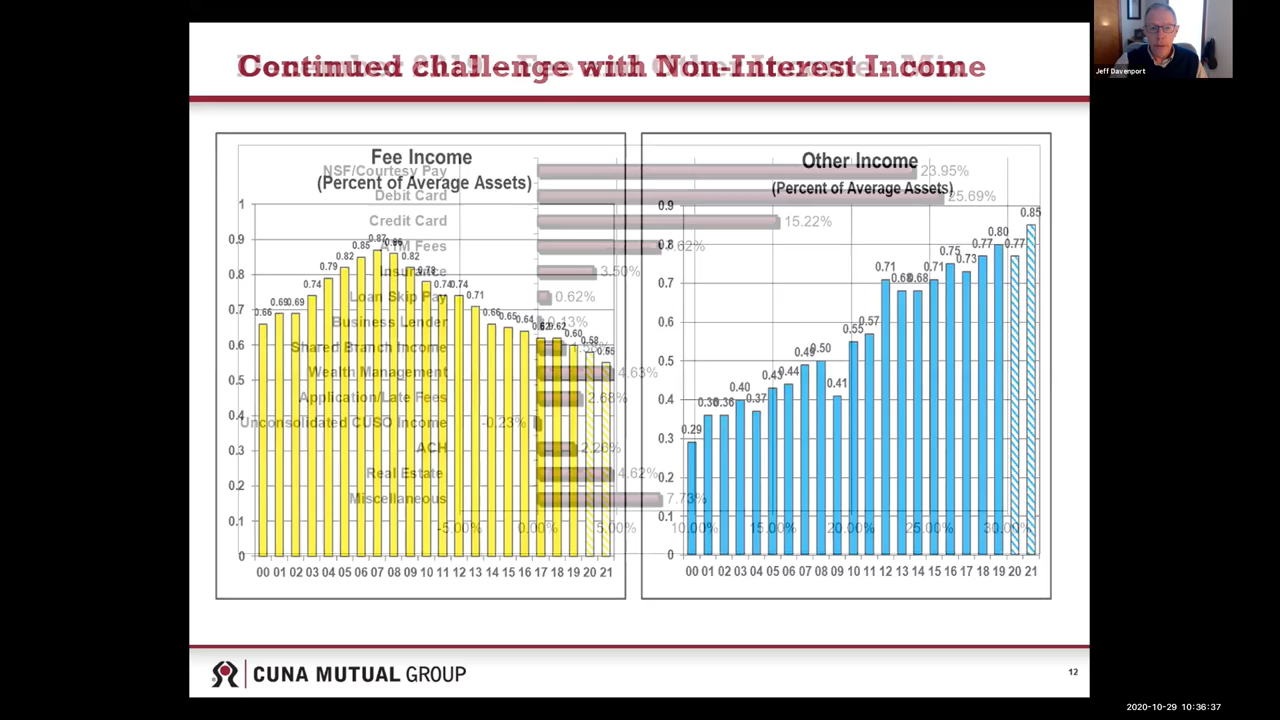 Continued challenge with Non-Interest Income
Jeff Davenport
Fee Income
(Percent of Average Assets)
1
0.9
0.8
0.7
0.6
0.5
0.4
0.3
0.2
0.1
0
0.66
0.69
0.69
0.74
0.79
0.82
0.85
0.87
0.86
0.82
0.78
0.74
0.74
0.71
0.66
0.65
0.64
0.62
0.62
0.60
0.58
0.55
00 01 02 03 04 05 06 07 08 09 10 11 12 13 14 15 16 17 18 19 20 21
NSF/Courtesy Pay 23.95%
Debit Card 25.69%
Credit Card 15.22%
ATM Fees
Insurance 3.50%
Loan Skip Pay 0.62%
Business Lender 0.13%
Shared Branch Income
Wealth Management 4.63%
Application/Late Fees 2.68%
Unconsolidated CUSO Income -0.23%
ACH 2.26%
Real Estate 4.62%
Miscellaneous 7.73%
-5.00% 0.00% 5.00% 10.00% 15.00% 20.00% 25.00% 30.00%
Other Income
(Percent of Average Assets)
0.9
0.8
0.7
0.6
0.5
0.4
0.3
0.2
0.1
0
0.29
0.36
0.36
0.40
0.37
0.43
0.44
0.49
0.50
0.41
0.55
0.57
0.71
0.68
0.68
0.71
0.75
0.73
0.77
0.80
0.77
0.85
00 01 02 03 04 05 06 07 08 09 10 11 12 13 14 15 16 17 18 19 20 21
CUNA MUTUAL GROUP
12
2020-10-29 10:36:37